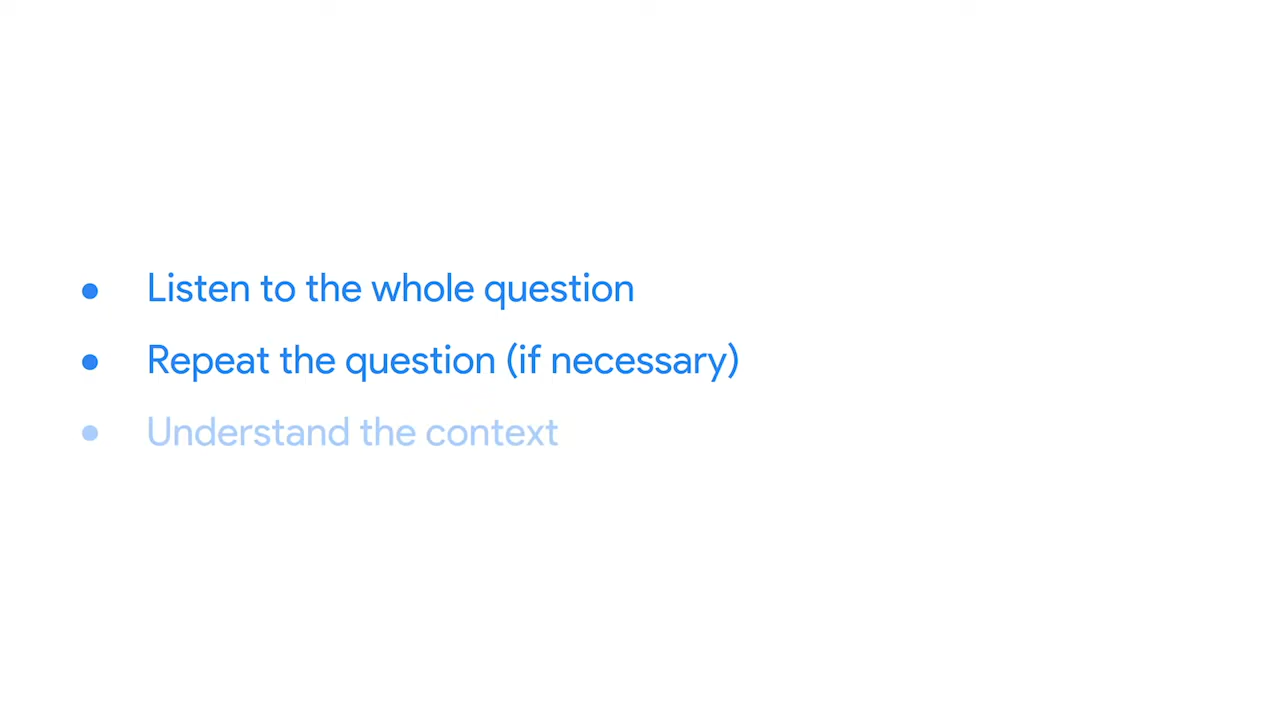 ● Listen to the whole question
● Repeat the question (if necessary)
● Understand the context